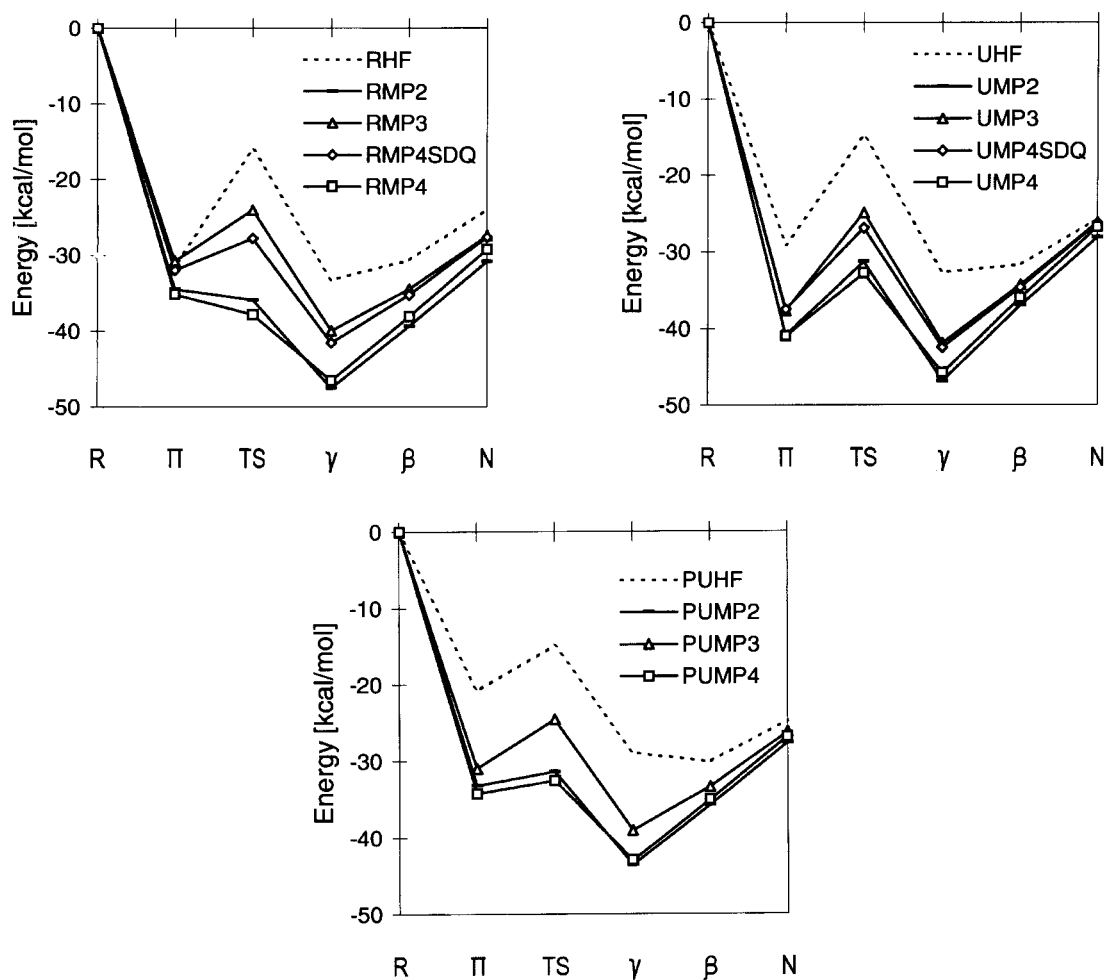 0
-10
-20
-30
-40
-50
Energy [kcal/mol]
RHF
RMP2
RMP3
RMP4SDQ
RMP4
R Π TS γ β N
0
-10
-20
-30
-40
-50
Energy [kcal/mol]
UHF
UMP2
UMP3
UMP4SDQ
UMP4
R Π TS γ β N
0
-10
-20
-30
-40
-50
Energy [kcal/mol]
PUHF
PUMP2
PUMP3
PUMP4
R Π TS γ β N